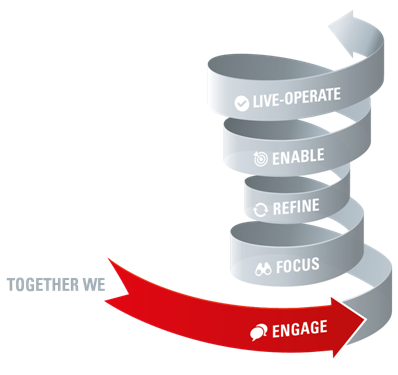 LIVE-OPERATE
ENABLE
REFINE
FOCUS
TOGETHER WE
ENGAGE